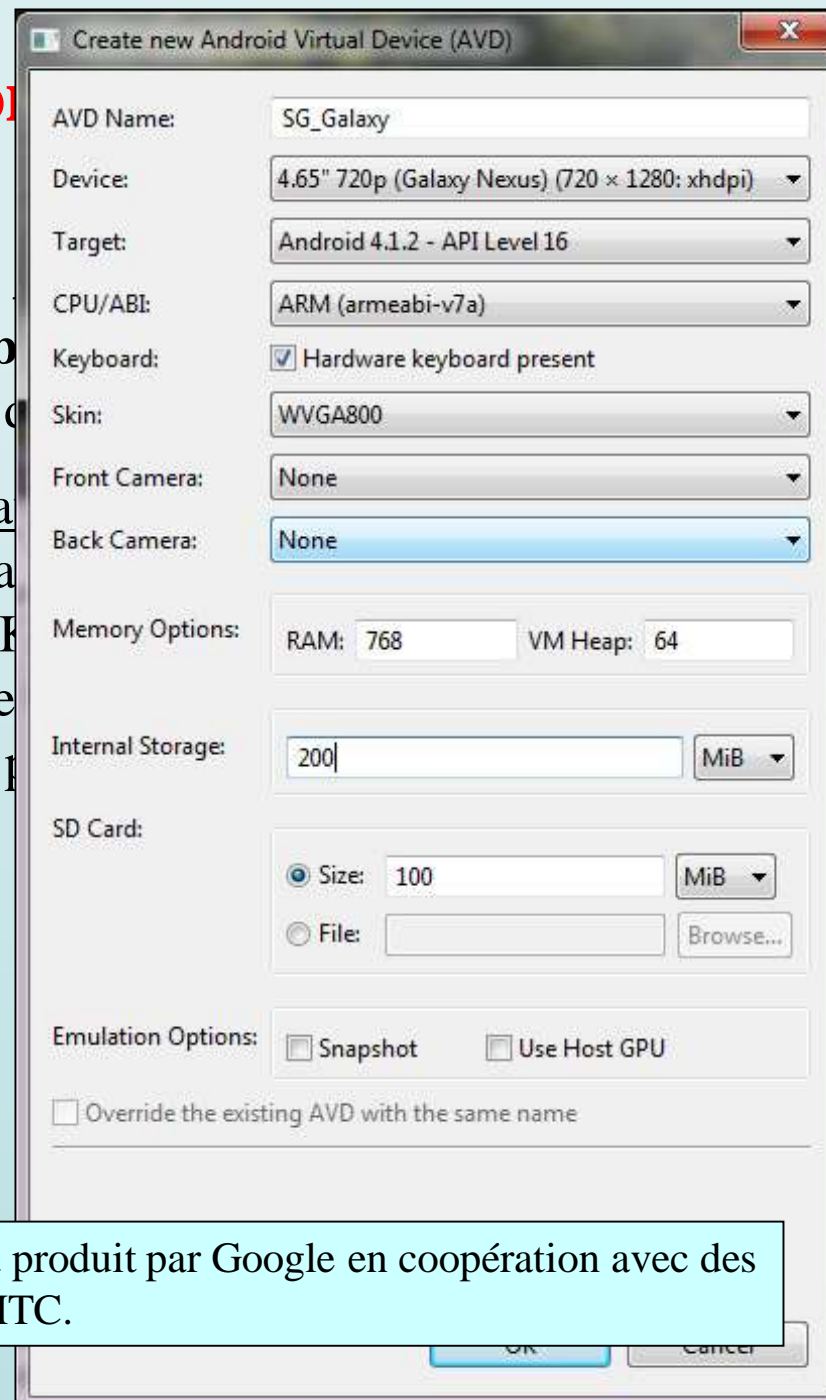 Create new Android Virtual Device (AVD)
AVD Name: SG_Galaxy
Device: 4.65" 720p (Galaxy Nexus) (720 × 1280: xhdpi)
Target: Android 4.1.2 - API Level 16
CPU/ABI: ARM (armeabi-v7a)
Keyboard: Hardware keyboard present
Skin: WVGA800
Front Camera: None
Back Camera: None
Memory Options: RAM: 768 VM Heap: 64
Internal Storage: 200 MiB
SD Card:
Size: 100 MiB
File: Browse...
Emulation Options: Snapshot Use Host GPU
Override the existing AVD with the same name
produit par Google en coopération avec des
HTC.
OK Cancel